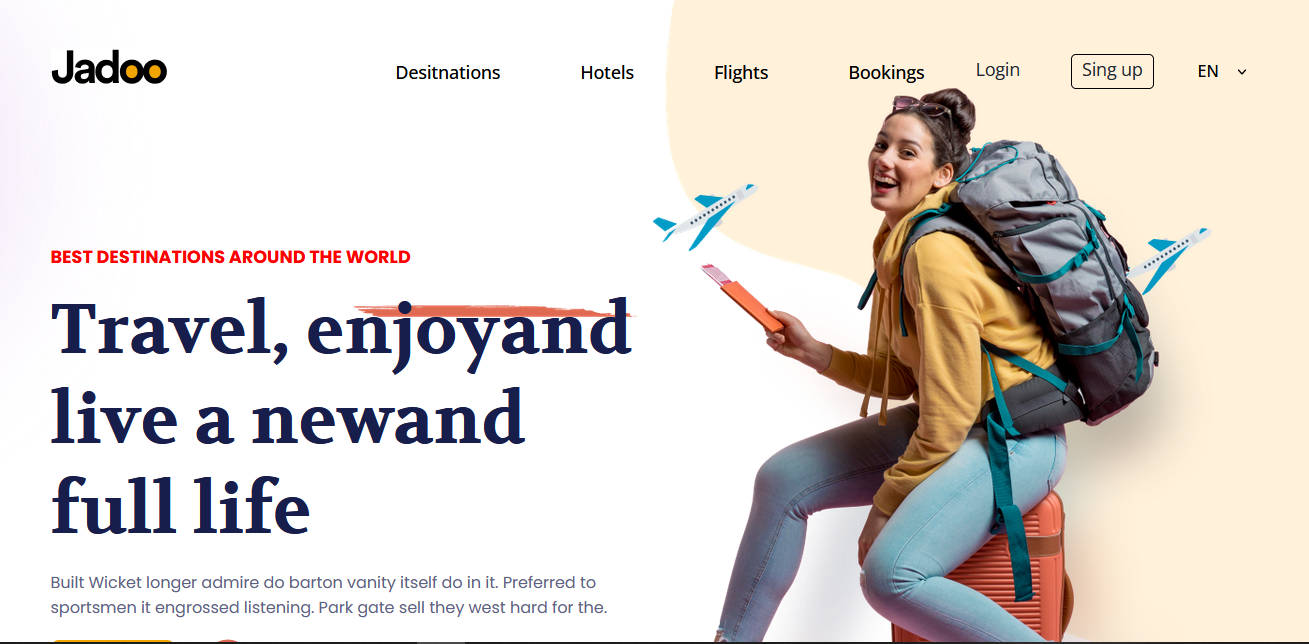 Jadoo
Desitnations Hotels Flights Bookings Login Sing up EN
BEST DESTINATIONS AROUND THE WORLD
Travel, enjoyand
live a newand
full life
Built Wicket longer admire do barton vanity itself do in it. Preferred to
sportsmen it engrossed listening. Park gate sell they west hard for the.